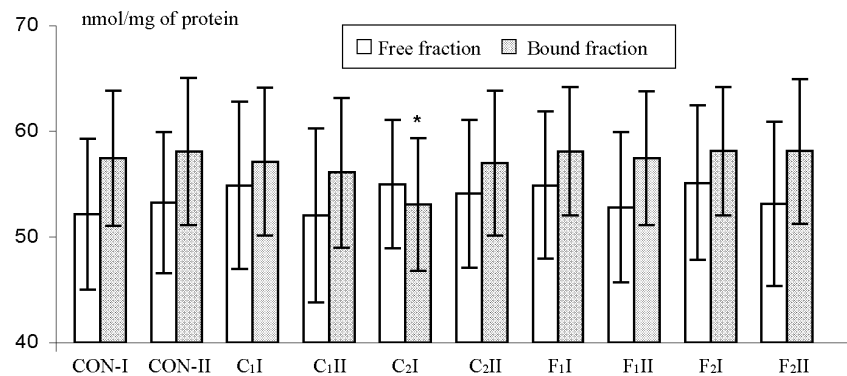 70
nmol/mg of protein
Free fraction Bound fraction
60
*
50
40
CON-I CON-II C₁I C₁II C₂I C₂II F₁I F₁II F₂I F₂II